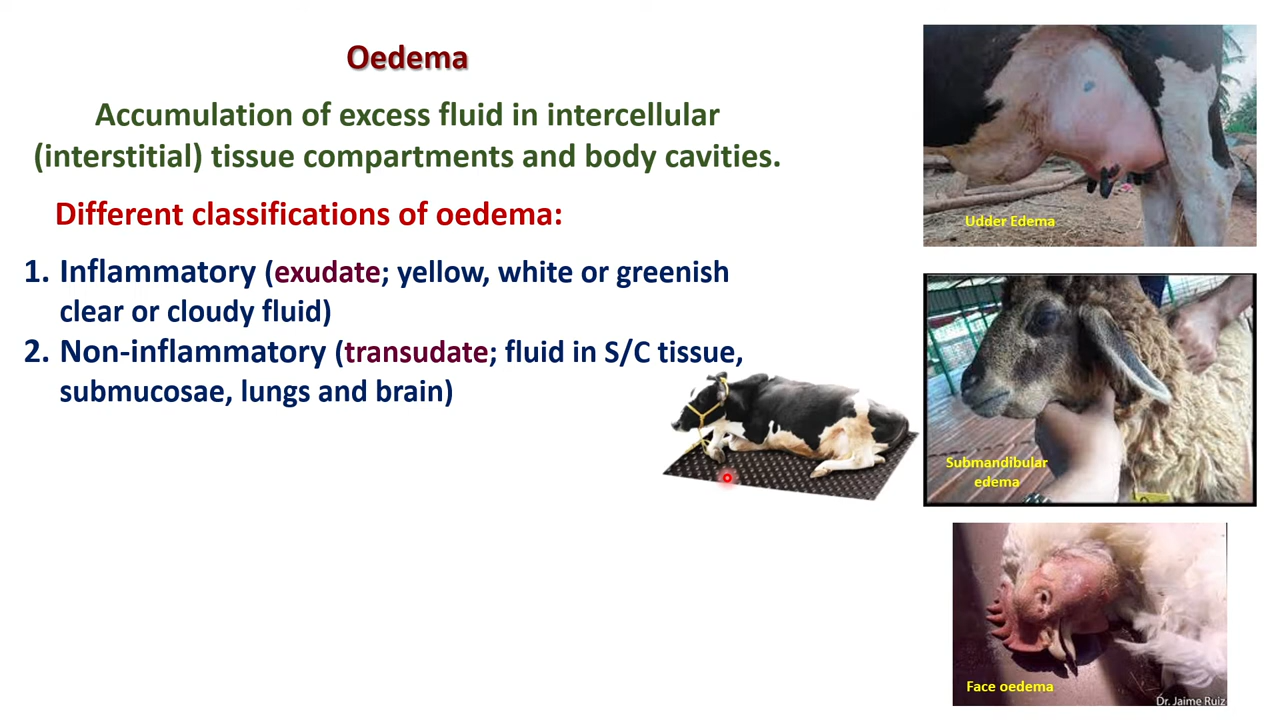 Oedema
Accumulation of excess fluid in intercellular
(interstitial) tissue compartments and body cavities.
Different classifications of oedema:
1. Inflammatory (exudate; yellow, white or greenish
clear or cloudy fluid)
2. Non-inflammatory (transudate; fluid in S/C tissue,
submucosae, lungs and brain)
Udder Edema
Submandibular
edema
Face oedema
Dr. Jaime Ruiz